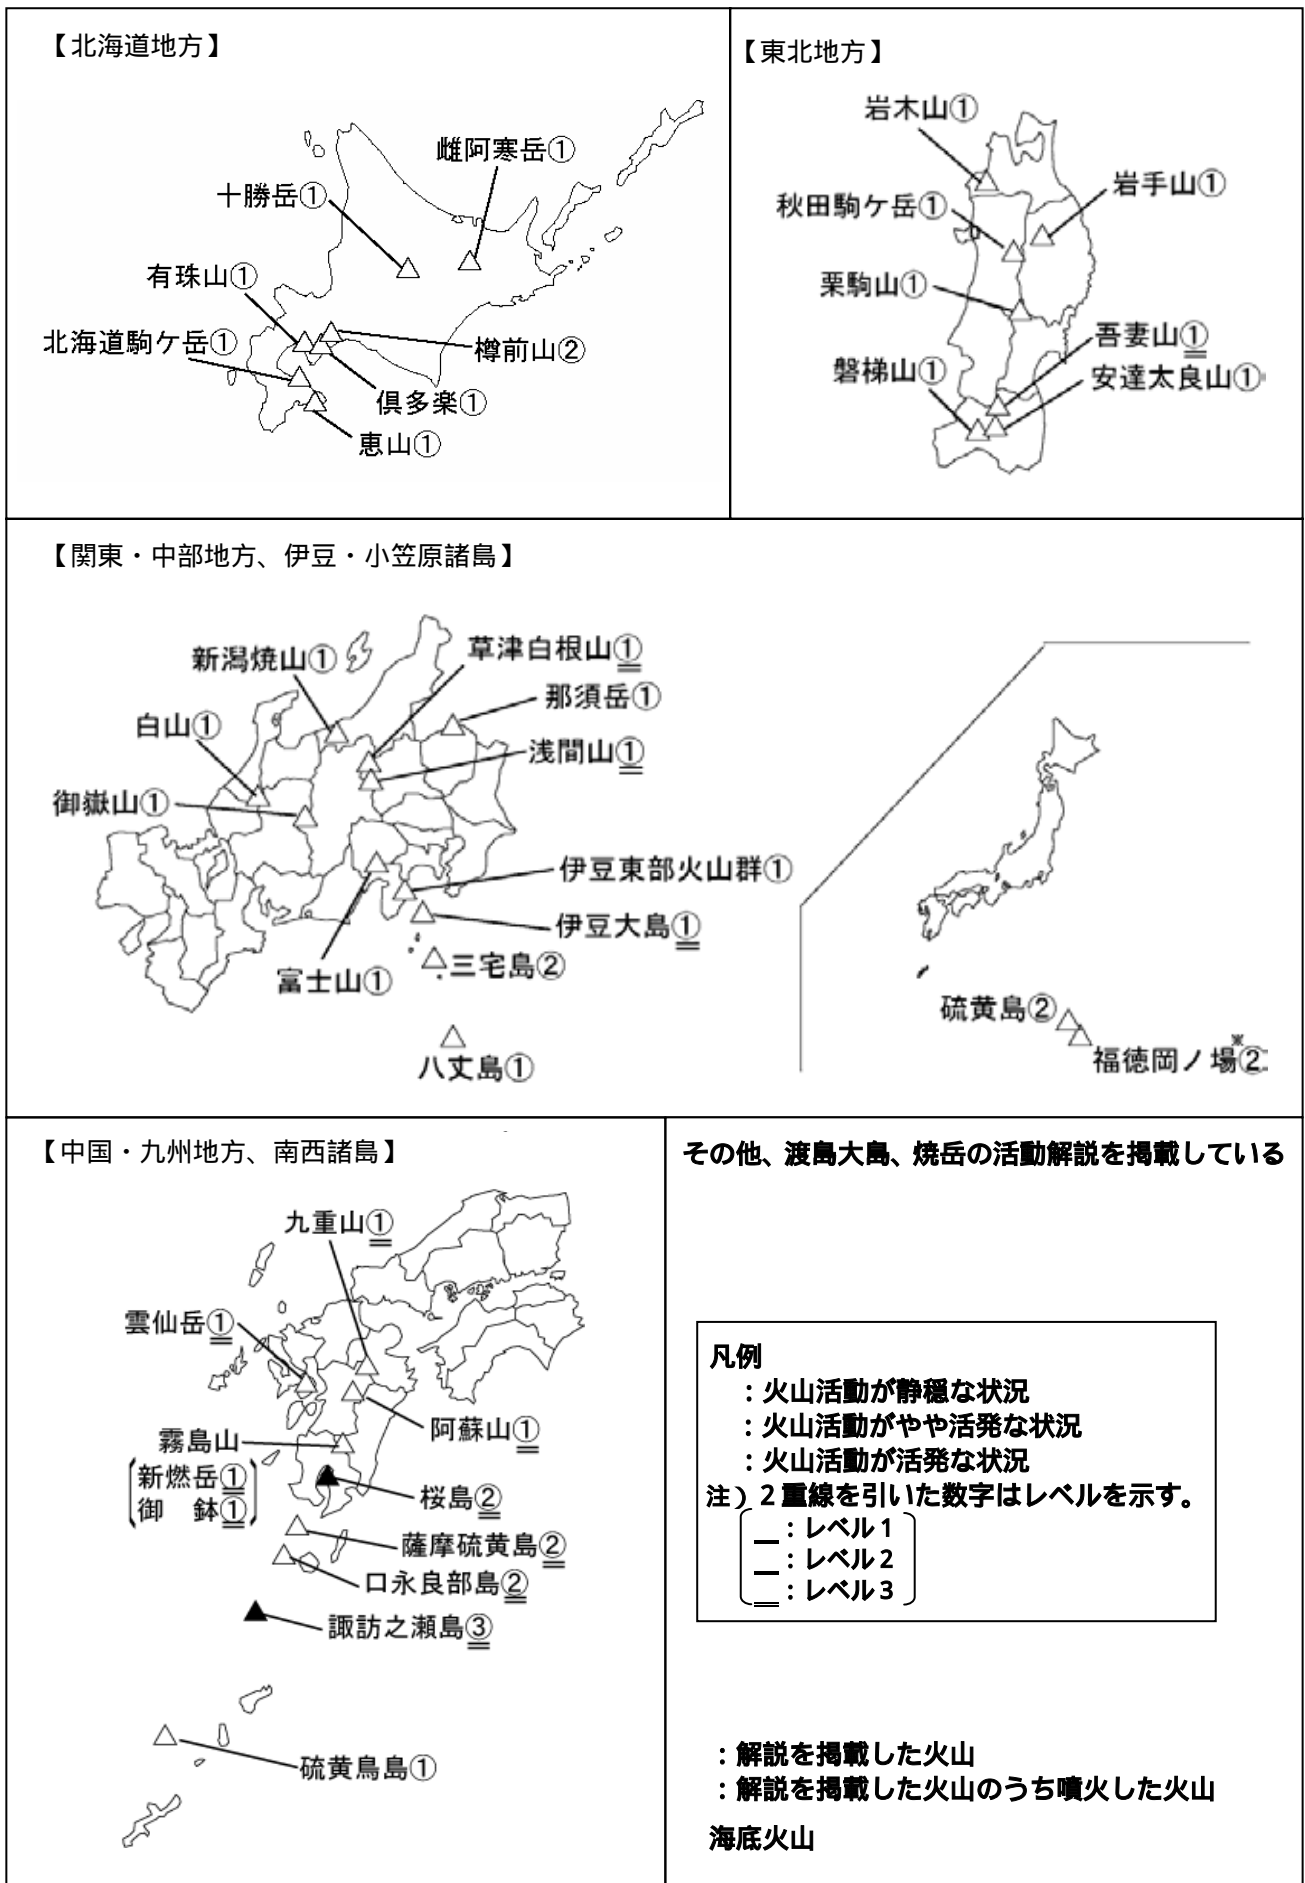 【北海道地方】
雌阿寒岳①
十勝岳①
有珠山①
北海道駒ケ岳①
樽前山②
倶多楽①
恵山①
【東北地方】
岩木山①
岩手山①
秋田駒ケ岳①
栗駒山①
吾妻山①
磐梯山①
安達太良山①
【関東・中部地方、伊豆・小笠原諸島】
新潟焼山①
草津白根山①
那須岳①
白山①
浅間山①
御嶽山①
伊豆東部火山群①
伊豆大島①
富士山①
三宅島②
八丈島①
硫黄島②
※
福徳岡ノ場②
【中国・九州地方、南西諸島】
九重山①
雲仙岳①
阿蘇山①
霧島山
新燃岳①
御　鉢①
桜島②
薩摩硫黄島②
口永良部島②
諏訪之瀬島③
硫黄鳥島①
その他、渡島大島、焼岳の活動解説を掲載している
凡例
：火山活動が静穏な状況
：火山活動がやや活発な状況
：火山活動が活発な状況
注）２重線を引いた数字はレベルを示す。
：レベル１
：レベル２
：レベル３
：解説を掲載した火山
：解説を掲載した火山のうち噴火した火山
海底火山